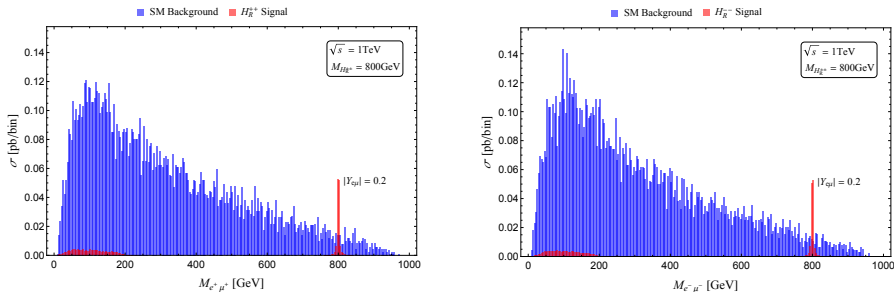 SM Background H_R^{++} Signal
√s = 1TeV
M_{H_R^{±±}} = 800GeV
|Y_{eμ}| = 0.2
σ [pb/bin]
0.14
0.12
0.10
0.08
0.06
0.04
0.02
0.00
0 200 400 600 800 1000
M_{e^+ μ^+} [GeV]
SM Background H_R^{--} Signal
√s = 1TeV
M_{H_R^{±±}} = 800GeV
|Y_{eμ}| = 0.2
σ [pb/bin]
0.14
0.12
0.10
0.08
0.06
0.04
0.02
0.00
0 200 400 600 800 1000
M_{e^- μ^-} [GeV]